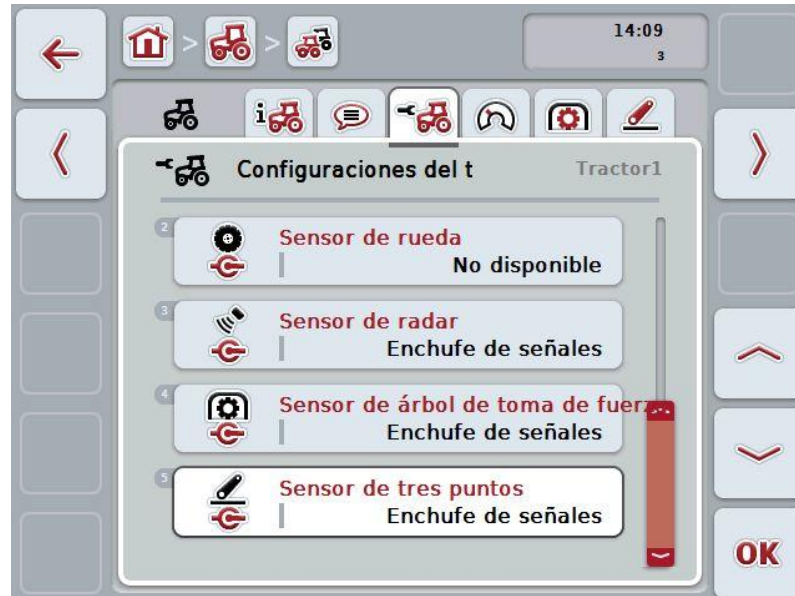 14:09
3
Configuraciones del t
Tractor1
2
Sensor de rueda
No disponible
3
Sensor de radar
Enchufe de señales
4
Sensor de árbol de toma de fuerz
Enchufe de señales
5
Sensor de tres puntos
Enchufe de señales
OK